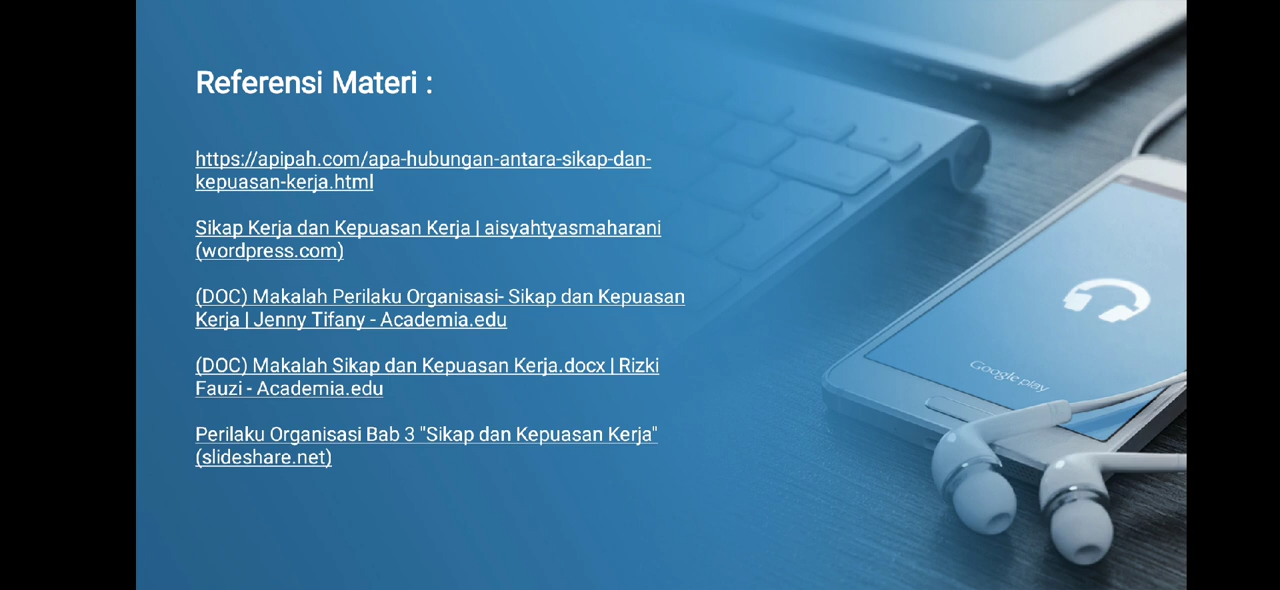 Referensi Materi :
https://apipah.com/apa-hubungan-antara-sikap-dan-
kepuasan-kerja.html
Sikap Kerja dan Kepuasan Kerja | aisyahtyasmaharani
(wordpress.com)
(DOC) Makalah Perilaku Organisasi- Sikap dan Kepuasan
Kerja | Jenny Tifany - Academia.edu
(DOC) Makalah Sikap dan Kepuasan Kerja.docx | Rizki
Fauzi - Academia.edu
Perilaku Organisasi Bab 3 "Sikap dan Kepuasan Kerja"
(slideshare.net)
Google play